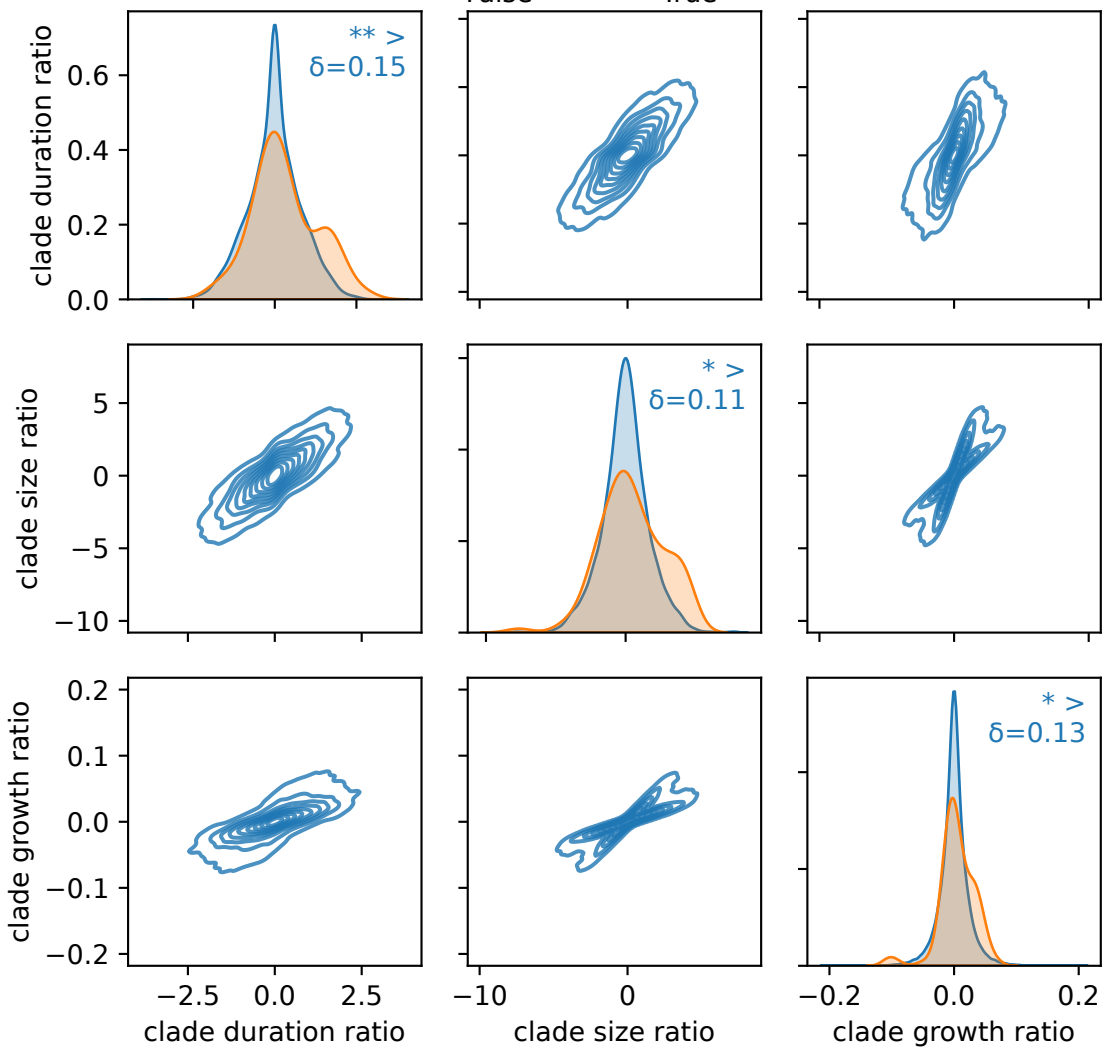 True
clade duration ratio
0.6
0.4
0.2
0.0
** >
δ=0.15
clade size ratio
5
0
−5
−10
* >
δ=0.11
clade growth ratio
0.2
0.1
0.0
−0.1
−0.2
* >
δ=0.13
−2.5 0.0 2.5
−10 0
−0.2 0.0 0.2
clade duration ratio
clade size ratio
clade growth ratio